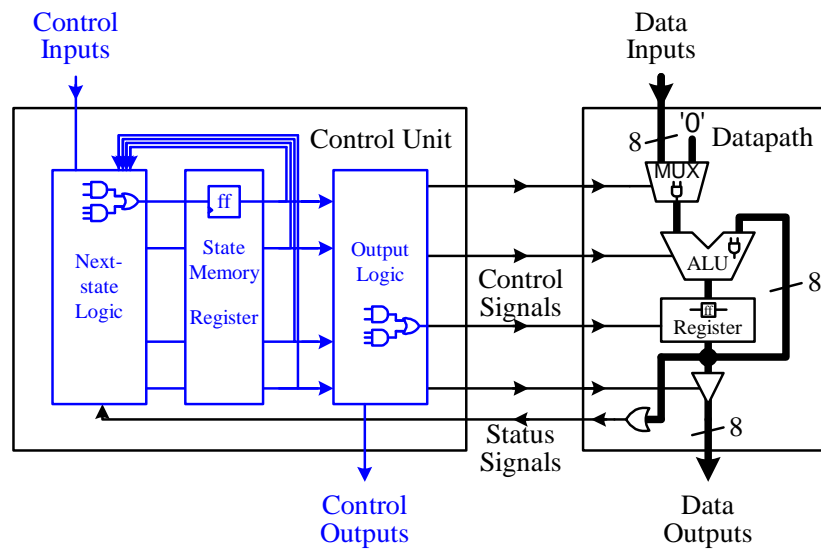 Control
Inputs
Data
Inputs
Control Unit
8
'0'
Datapath
MUX
ff
Next-
state
Logic
State
Memory
Register
Output
Logic
ALU
Control
Signals
8
ff
Register
Status
Signals
8
Control
Outputs
Data
Outputs